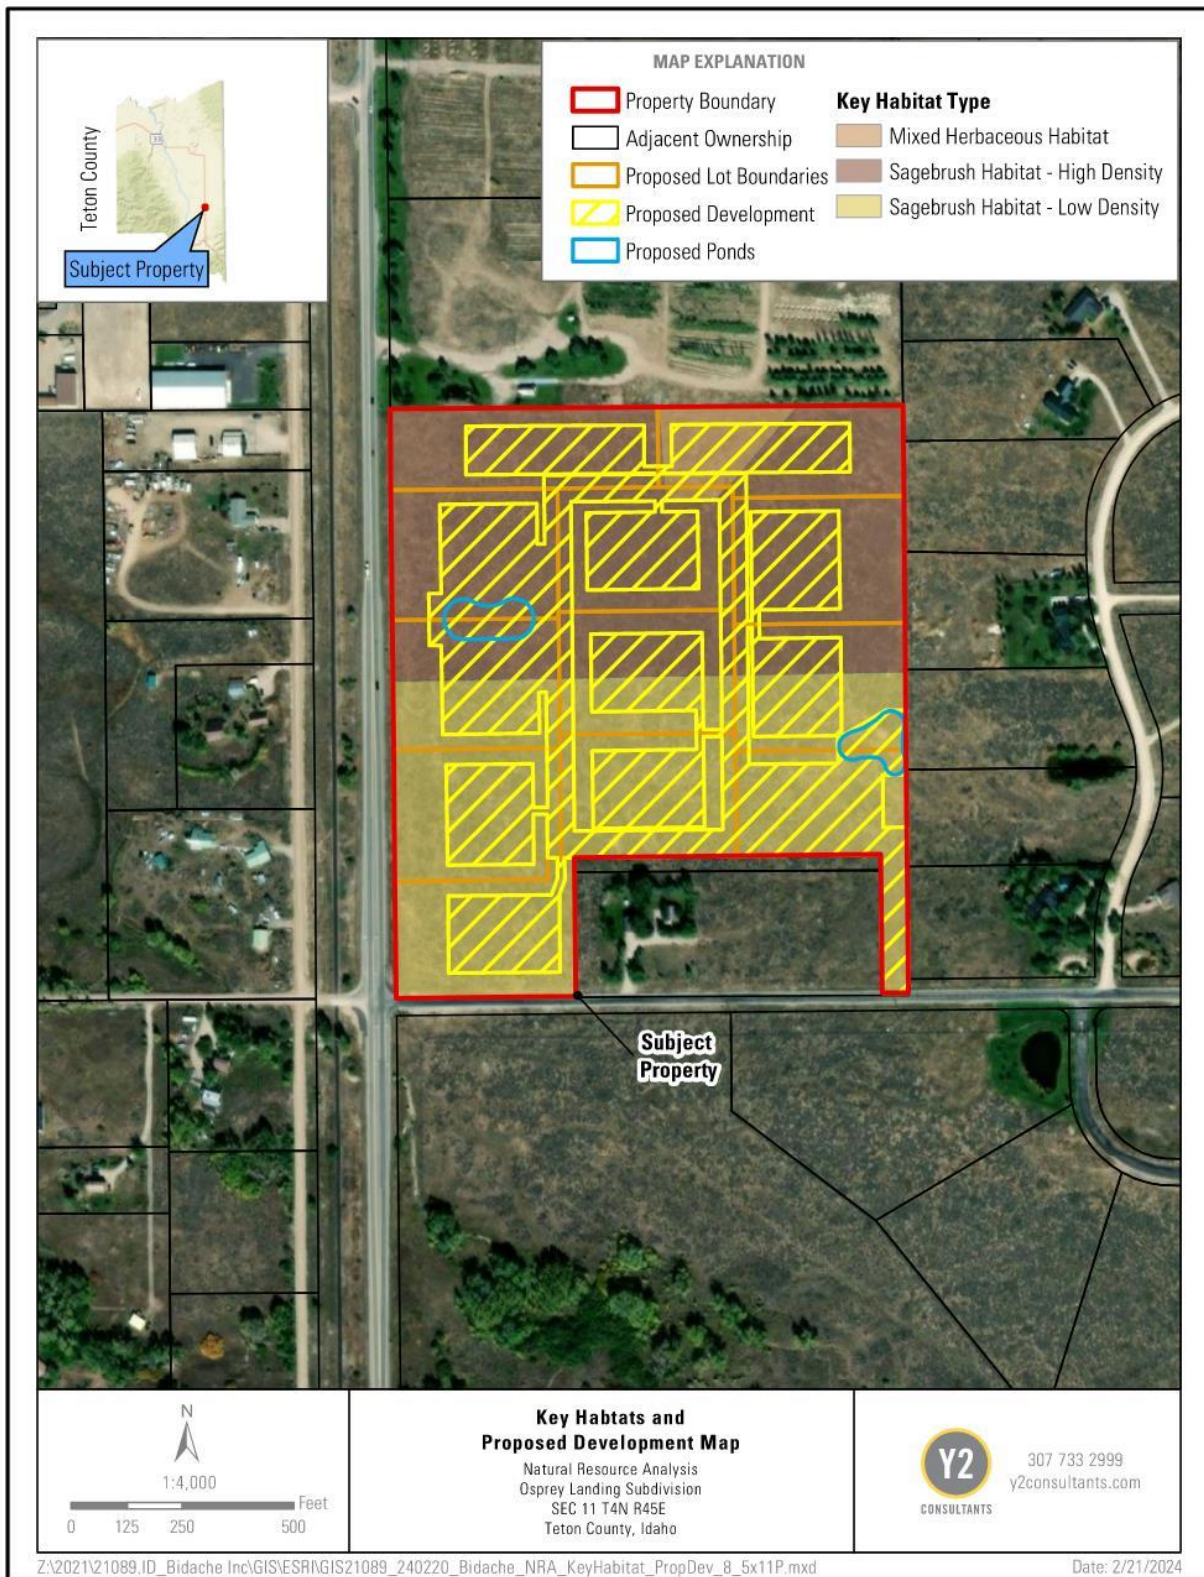 Teton County
33
Subject Property
MAP EXPLANATION
Property Boundary
Adjacent Ownership
Proposed Lot Boundaries
Proposed Development
Proposed Ponds
Key Habitat Type
Mixed Herbaceous Habitat
Sagebrush Habitat - High Density
Sagebrush Habitat - Low Density
Subject
Property
N
1:4,000
Feet
0 125 250 500
Key Habtats and
Proposed Development Map
Natural Resource Analysis
Osprey Landing Subdivision
SEC 11 T4N R45E
Teton County, Idaho
Y2
CONSULTANTS
307 733 2999
y2consultants.com
Z:\2021\21089.ID_Bidache Inc\GIS\ESRI\GIS21089_240220_Bidache_NRA_KeyHabitat_PropDev_8_5x11P.mxd
Date: 2/21/2024